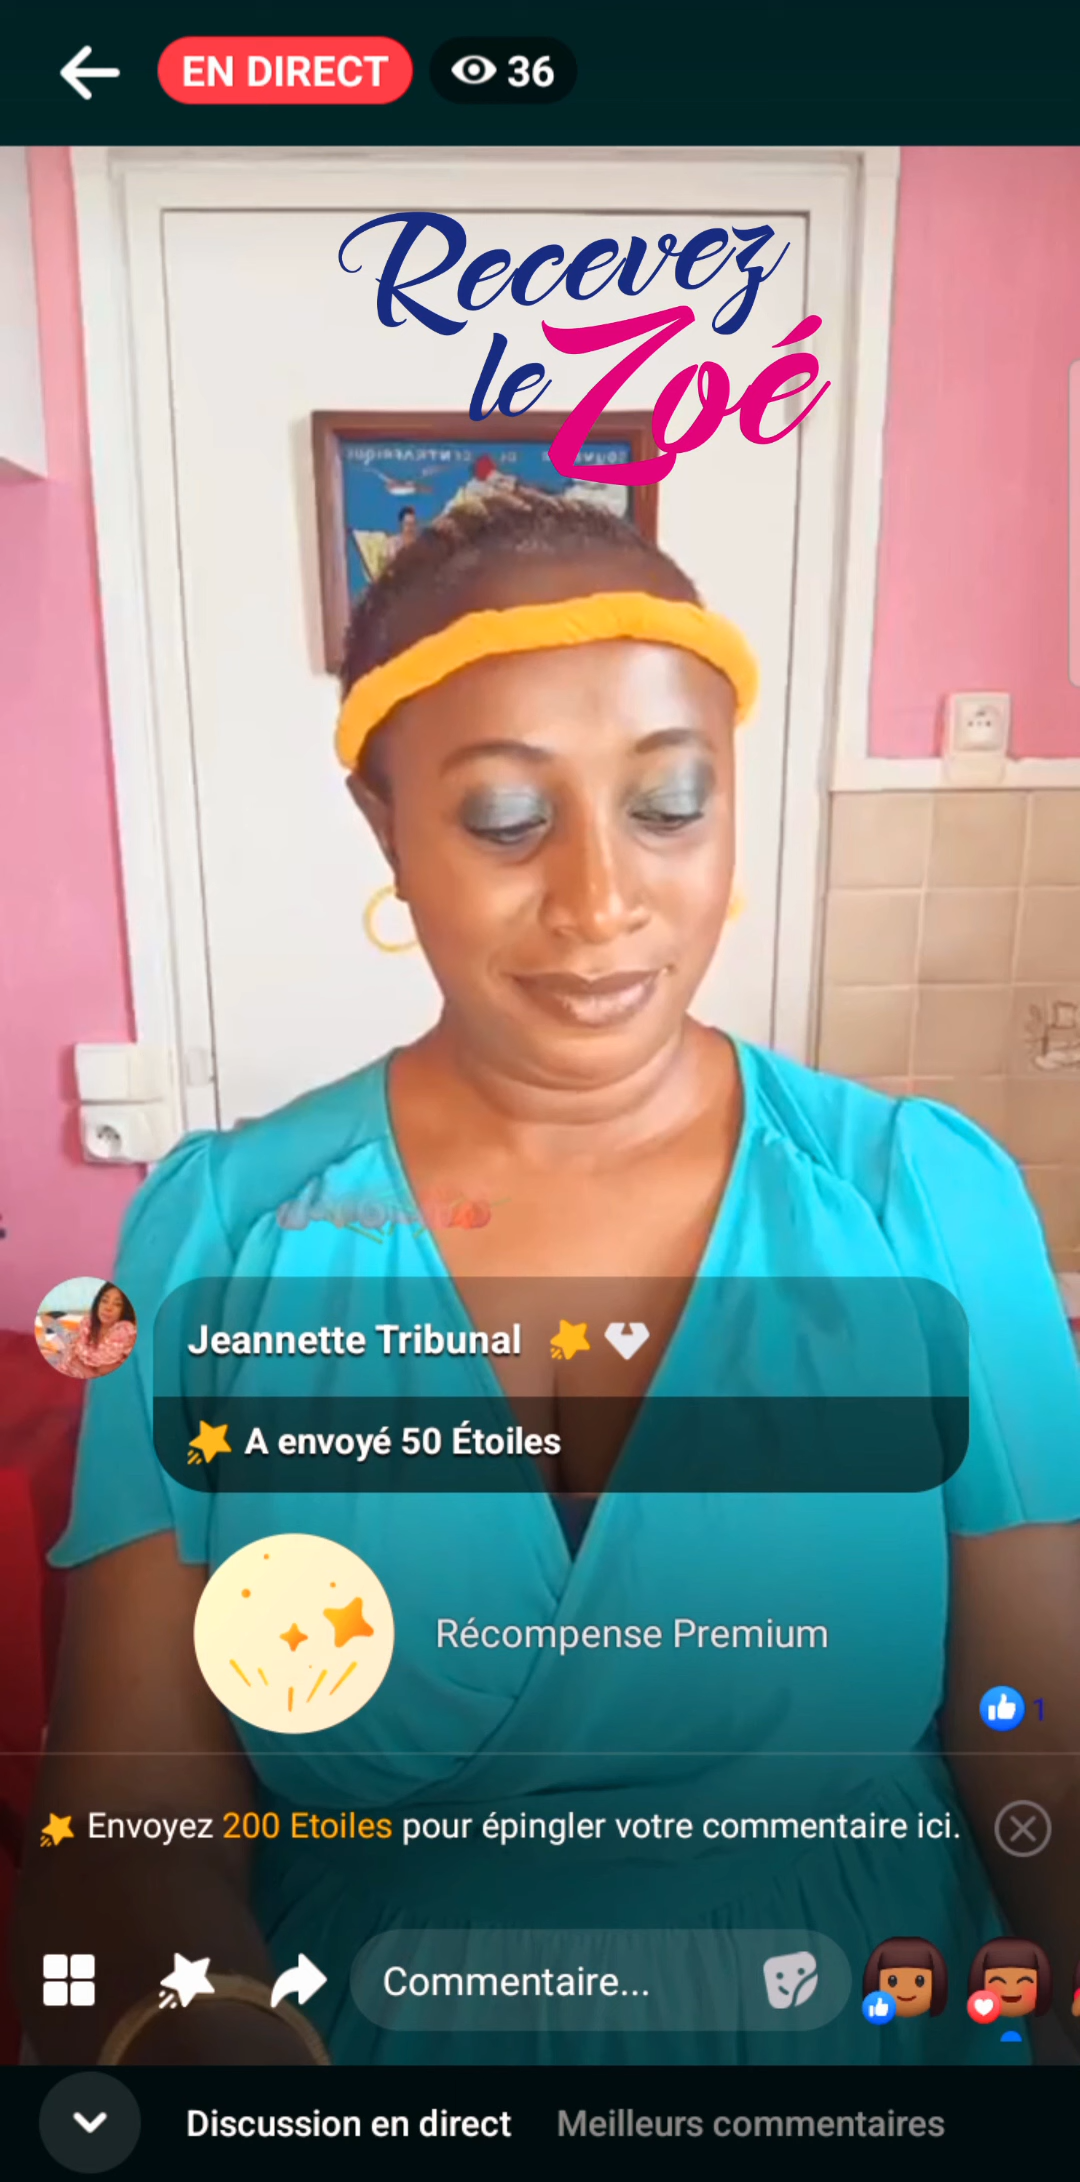 EN DIRECT 36
Recevez
le Zoé
Jeannette Tribunal
A envoyé 50 Étoiles
Récompense Premium
1
Envoyez 200 Etoiles pour épingler votre commentaire ici.
Commentaire...
Discussion en direct Meilleurs commentaires